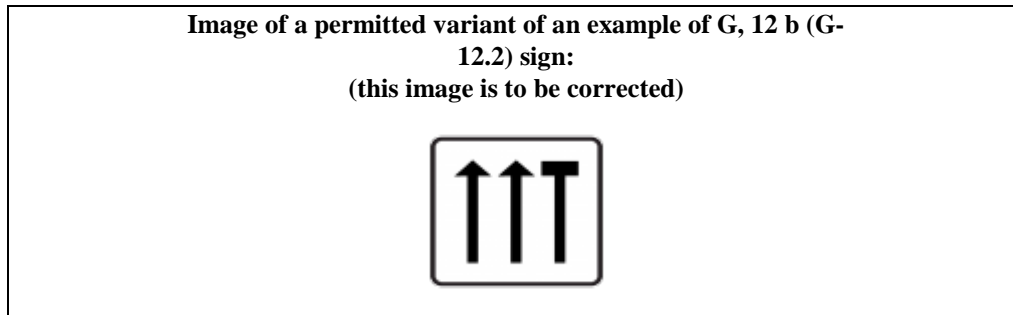 Image of a permitted variant of an example of G, 12 b (G-
12.2) sign:
(this image is to be corrected)